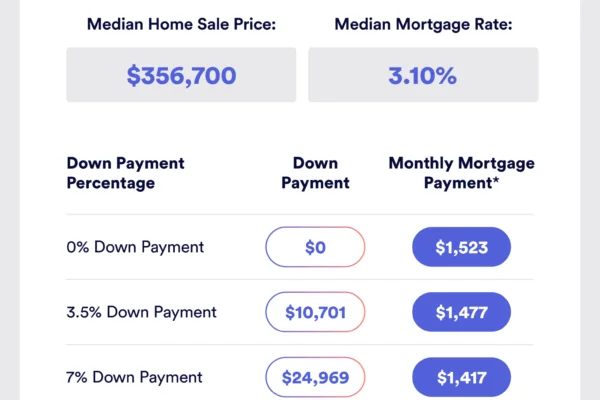 Median Home Sale Price: Median Mortgage Rate:
$356,700 3.10%
Down Payment Down Monthly Mortgage
Percentage Payment Payment*
0% Down Payment $0 $1,523
3.5% Down Payment $10,701 $1,477
7% Down Payment $24,969 $1,417